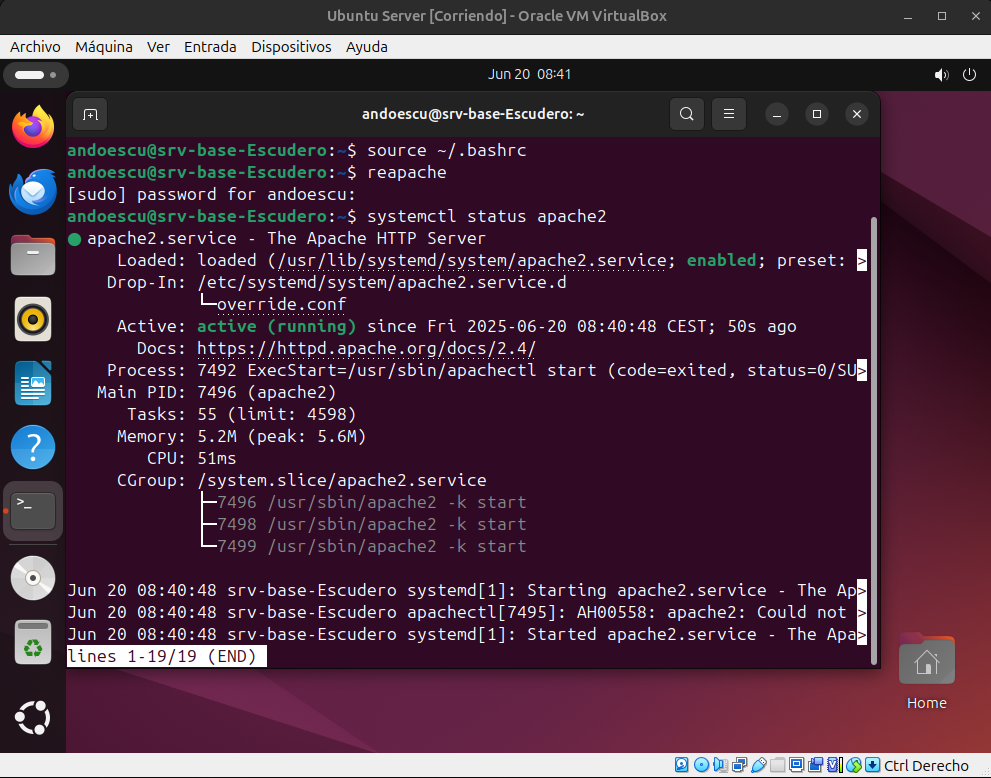 Ubuntu Server [Corriendo] - Oracle VM VirtualBox
Archivo Máquina Ver Entrada Dispositivos Ayuda
Jun 20 08:41
andoescu@srv-base-Escudero: ~
andoescu@srv-base-Escudero:~$ source ~/.bashrc
andoescu@srv-base-Escudero:~$ reapache
[sudo] password for andoescu:
andoescu@srv-base-Escudero:~$ systemctl status apache2
● apache2.service - The Apache HTTP Server
Loaded: loaded (/usr/lib/systemd/system/apache2.service; enabled; preset: >
Drop-In: /etc/systemd/system/apache2.service.d
└─override.conf
Active: active (running) since Fri 2025-06-20 08:40:48 CEST; 50s ago
Docs: https://httpd.apache.org/docs/2.4/
Process: 7492 ExecStart=/usr/sbin/apachectl start (code=exited, status=0/SU>
Main PID: 7496 (apache2)
Tasks: 55 (limit: 4598)
Memory: 5.2M (peak: 5.6M)
CPU: 51ms
CGroup: /system.slice/apache2.service
├─7496 /usr/sbin/apache2 -k start
├─7498 /usr/sbin/apache2 -k start
└─7499 /usr/sbin/apache2 -k start
Jun 20 08:40:48 srv-base-Escudero systemd[1]: Starting apache2.service - The Ap>
Jun 20 08:40:48 srv-base-Escudero apachectl[7495]: AH00558: apache2: Could not >
Jun 20 08:40:48 srv-base-Escudero systemd[1]: Started apache2.service - The Apa>
lines 1-19/19 (END)
Home
Ctrl Derecho